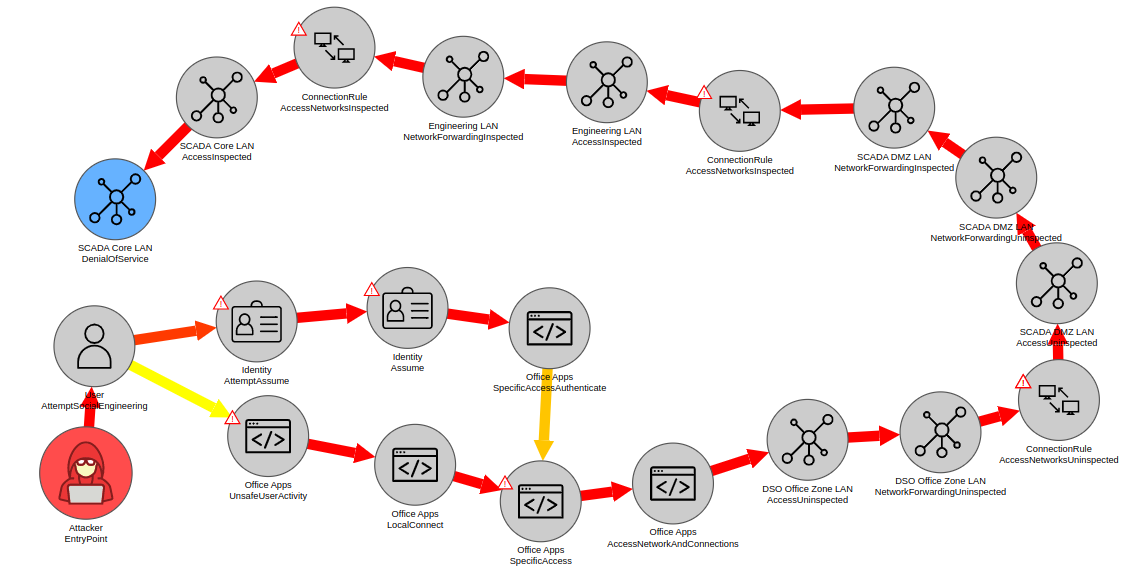 ConnectionRule
AccessNetworksInspected
SCADA Core LAN
AccessInspected
Engineering LAN
NetworkForwardingInspected
Engineering LAN
AccessInspected
ConnectionRule
AccessNetworksInspected
SCADA DMZ LAN
NetworkForwardingInspected
SCADA DMZ LAN
NetworkForwardingUninspected
SCADA Core LAN
DenialOfService
SCADA DMZ LAN
AccessUninspected
Identity
AttemptAssume
Identity
Assume
Office Apps
SpecificAccessAuthenticate
User
AttemptSocialEngineering
Office Apps
UnsafeUserActivity
Office Apps
LocalConnect
Office Apps
SpecificAccess
Office Apps
AccessNetworkAndConnections
DSO Office Zone LAN
AccessUninspected
DSO Office Zone LAN
NetworkForwardingUninspected
ConnectionRule
AccessNetworksUninspected
Attacker
EntryPoint